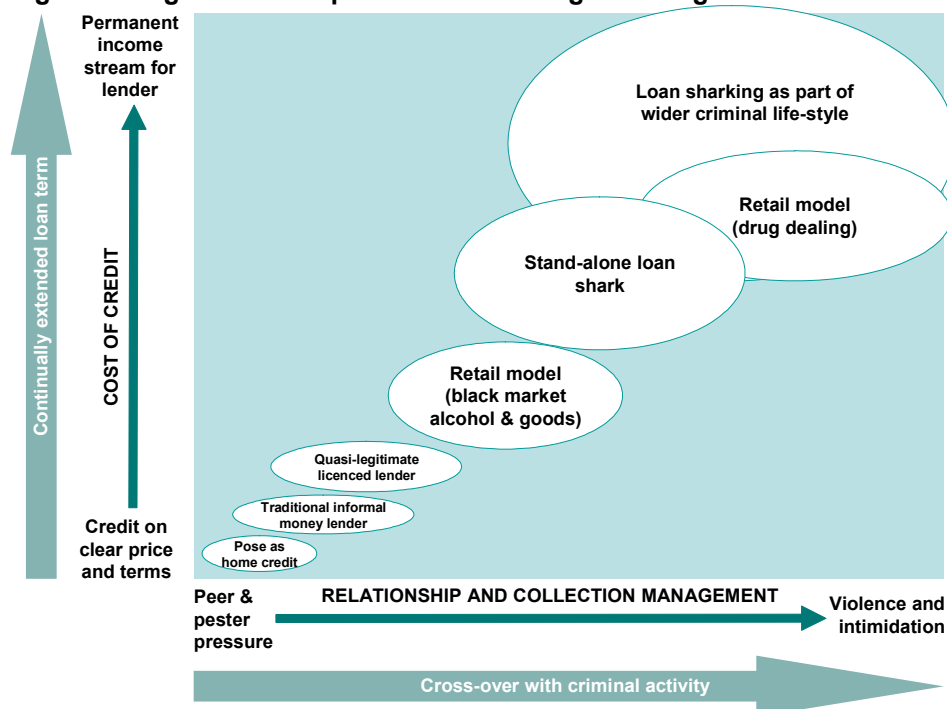 Permanent
income
stream for
lender
Continually extended loan term
COST OF CREDIT
Credit on
clear price
and terms
Loan sharking as part of
wider criminal life-style
Retail model
(drug dealing)
Stand-alone loan
shark
Retail model
(black market
alcohol & goods)
Quasi-legitimate
licenced lender
Traditional informal
money lender
Pose as
home credit
Peer &
pester
pressure
RELATIONSHIP AND COLLECTION MANAGEMENT
Violence and
intimidation
Cross-over with criminal activity